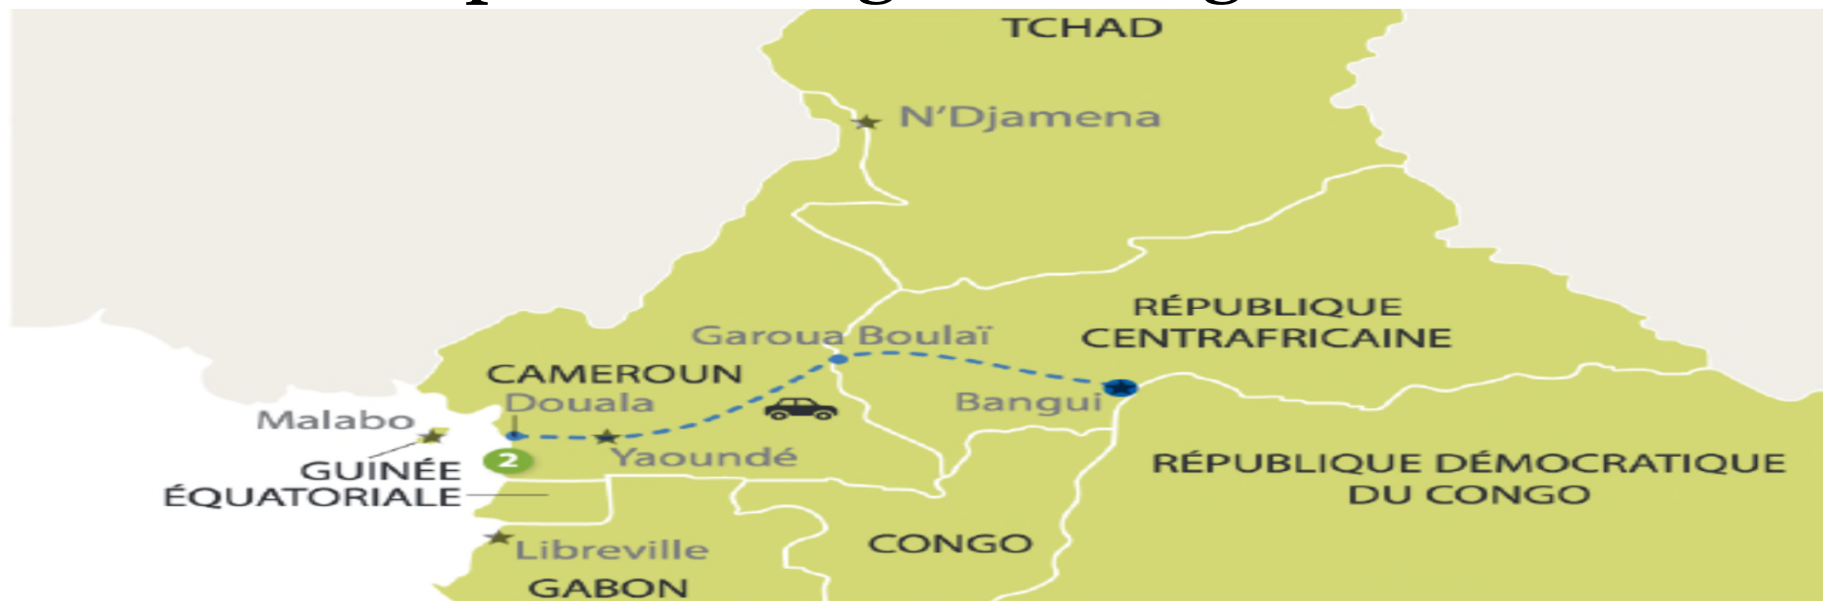 TCHAD
N'Djamena
RÉPUBLIQUE
CENTRAFRICAINE
Garoua Boulaï
CAMEROUN
Douala
Bangui
Malabo
2
Yaoundé
GUINÉE
ÉQUATORIALE
RÉPUBLIQUE DÉMOCRATIQUE
DU CONGO
Libreville
CONGO
GABON